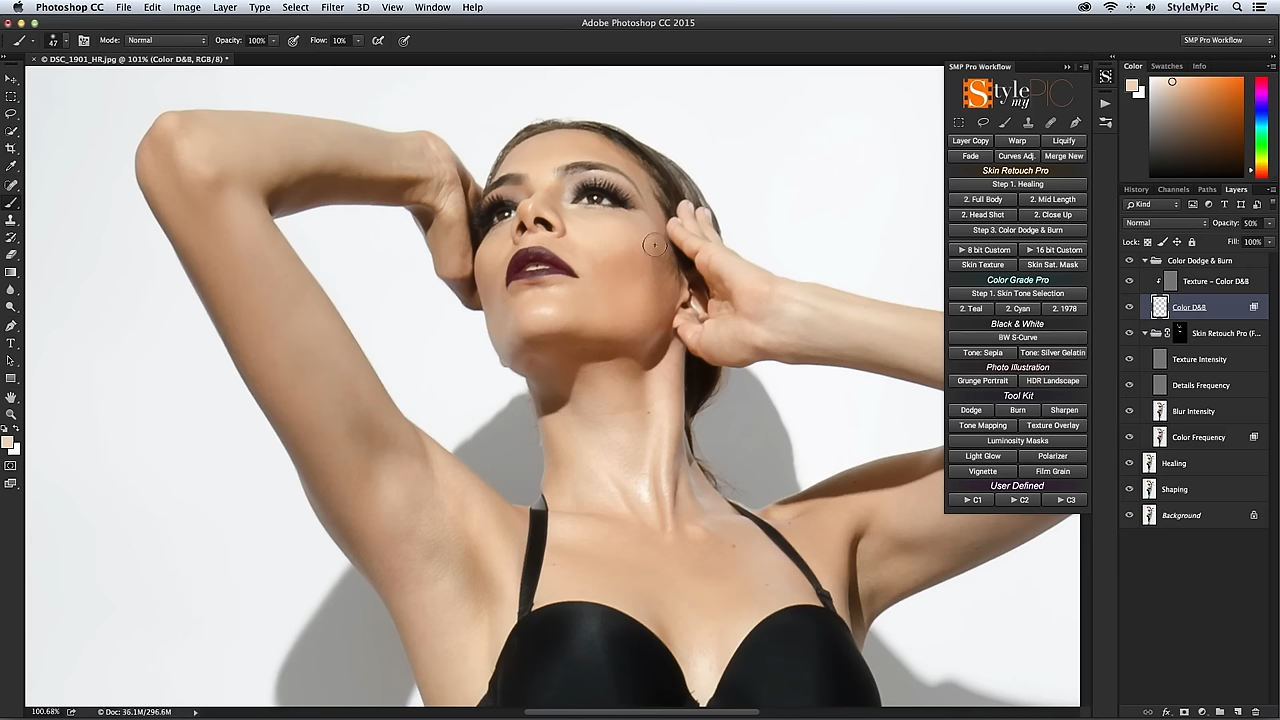 Photoshop CC File Edit Image Layer Type Select Filter 3D View Window Help StyleMyPic
Adobe Photoshop CC 2015
47 Mode: Normal Opacity: 100% Flow: 10% SMP Pro Workflow
× © DSC_1901_HR.jpg @ 101% (Color D&B, RGB/8) *
SMP Pro Workflow
Style my PIC
Layer Copy Warp Liquify
Fade Curves Adj. Merge New
Skin Retouch Pro
Step 1. Healing
2. Full Body 2. Mid Length
2. Head Shot 2. Close Up
Step 3. Color Dodge & Burn
▶ 8 bit Custom ▶ 16 bit Custom
Skin Texture Skin Sat. Mask
Color Grade Pro
Step 1. Skin Tone Selection
2. Teal 2. Cyan 2. 1978
Black & White
BW S-Curve
Tone: Sepia Tone: Silver Gelatin
Photo Illustration
Grunge Portrait HDR Landscape
Tool Kit
Dodge Burn Sharpen
Tone Mapping Texture Overlay
Luminosity Masks
Light Glow Polarizer
Vignette Film Grain
User Defined
▶ C1 ▶ C2 ▶ C3
Color Swatches Info
History Channels Paths Layers
Kind
Normal Opacity: 50%
Lock: Fill: 100%
Color Dodge & Burn
Texture – Color D&B
Color D&B
Skin Retouch Pro (F...
Texture Intensity
Details Frequency
Blur Intensity
Color Frequency
Healing
Shaping
Background
100.68% © Doc: 36.1M/296.6M